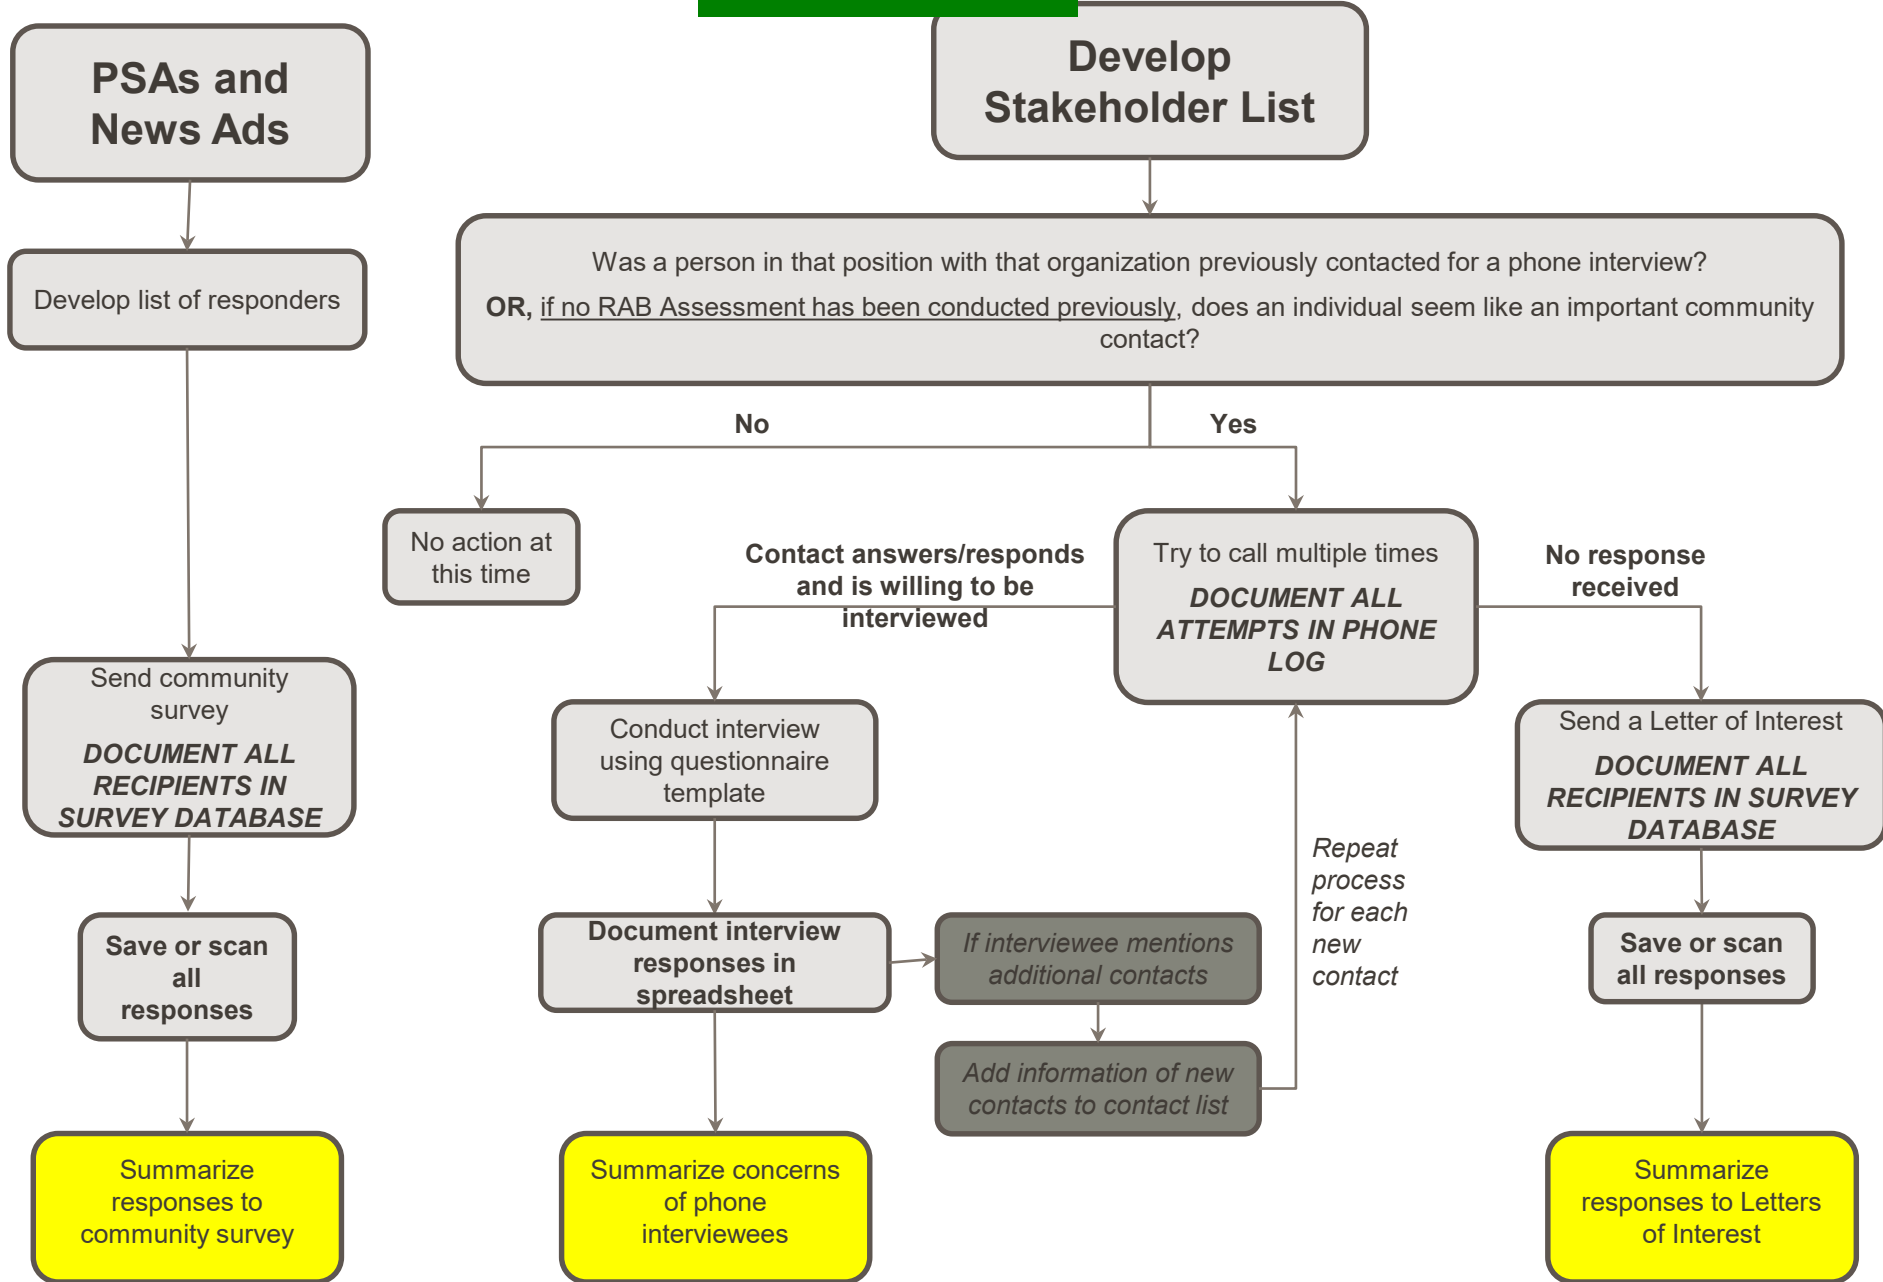 PSAs and
News Ads
Develop list of responders
Send community
survey
DOCUMENT ALL
RECIPIENTS IN
SURVEY DATABASE
Save or scan
all
responses
Summarize
responses to
community survey
Develop
Stakeholder List
Was a person in that position with that organization previously contacted for a phone interview?
OR, if no RAB Assessment has been conducted previously, does an individual seem like an important community
contact?
No
Yes
No action at
this time
Contact answers/responds
and is willing to be
interviewed
Try to call multiple times
DOCUMENT ALL
ATTEMPTS IN PHONE
LOG
No response
received
Conduct interview
using questionnaire
template
Document interview
responses in
spreadsheet
If interviewee mentions
additional contacts
Add information of new
contacts to contact list
Repeat
process
for each
new
contact
Summarize concerns
of phone
interviewees
Send a Letter of Interest
DOCUMENT ALL
RECIPIENTS IN SURVEY
DATABASE
Save or scan
all responses
Summarize
responses to Letters
of Interest